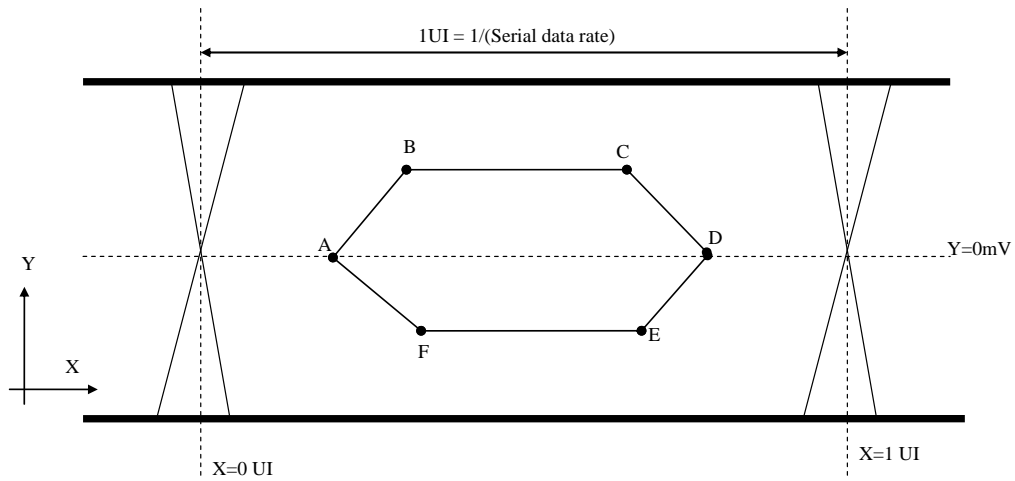 1UI = 1/(Serial data rate)
B
C
A
D
Y=0mV
Y
X
F
E
X=0 UI
X=1 UI